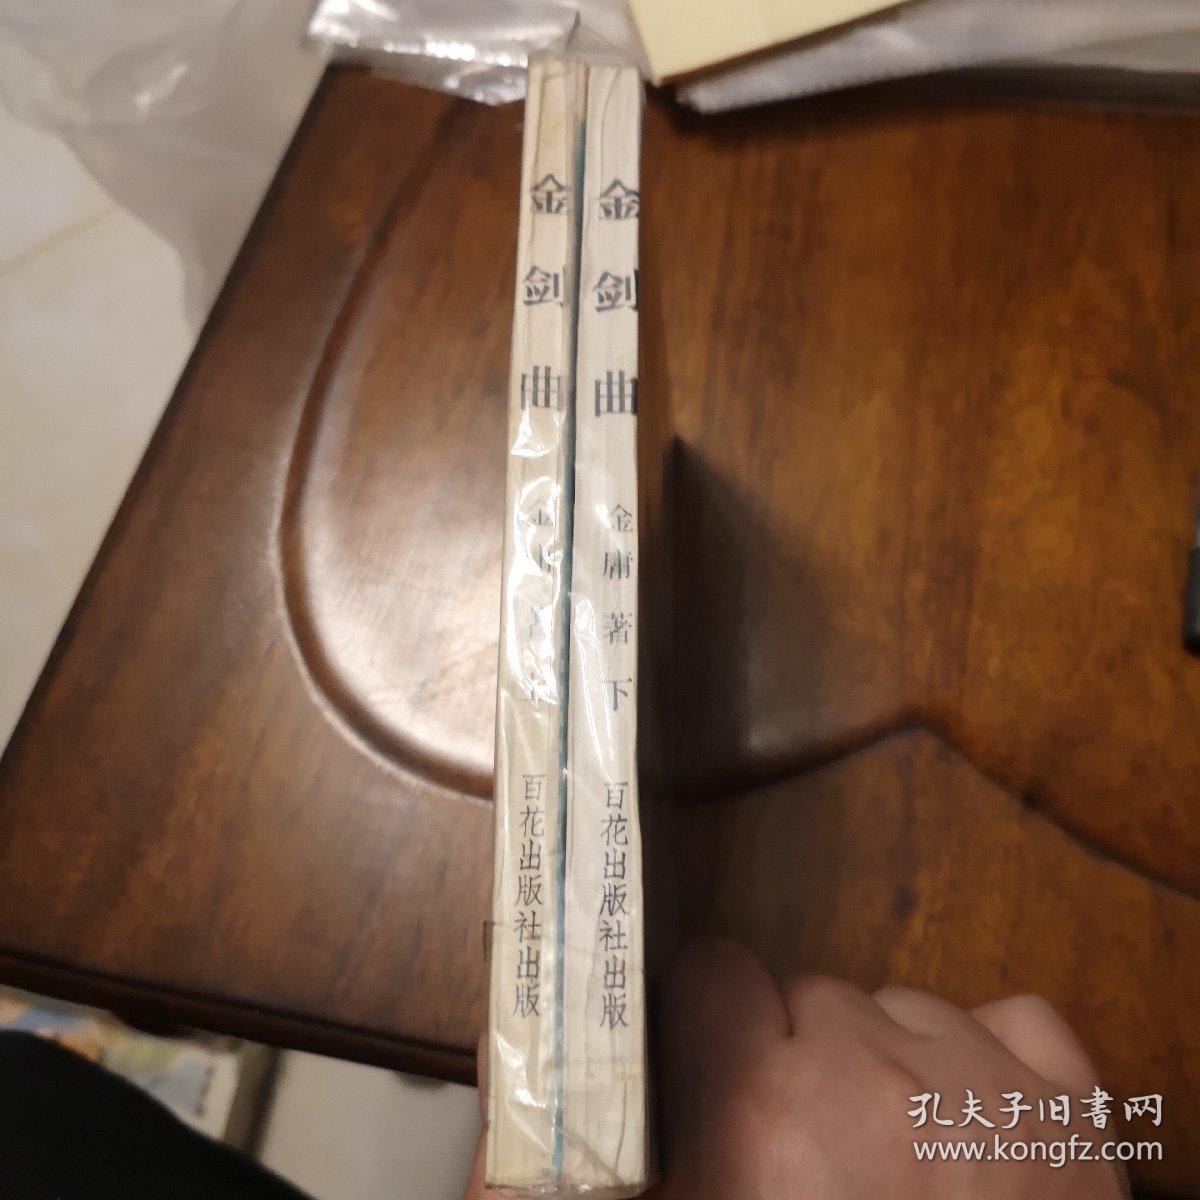 金剑曲
百花出版社出版
金剑曲
金庸著
下
百花出版社出版
孔夫子旧書网
www.kongfz.com